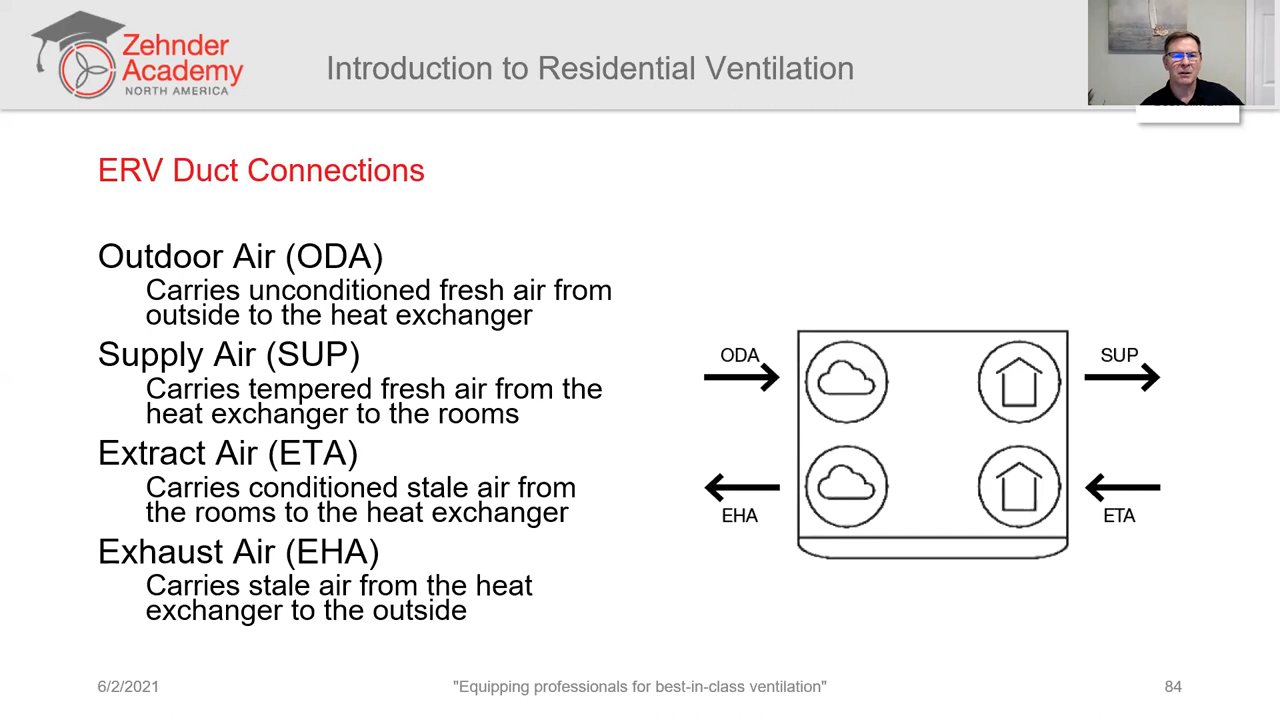 Zehnder
Academy
NORTH AMERICA
Introduction to Residential Ventilation
ERV Duct Connections
Outdoor Air (ODA)
Carries unconditioned fresh air from
outside to the heat exchanger
Supply Air (SUP)
Carries tempered fresh air from the
heat exchanger to the rooms
Extract Air (ETA)
Carries conditioned stale air from
the rooms to the heat exchanger
Exhaust Air (EHA)
Carries stale air from the heat
exchanger to the outside
ODA
SUP
EHA
ETA
6/2/2021
"Equipping professionals for best-in-class ventilation"
84